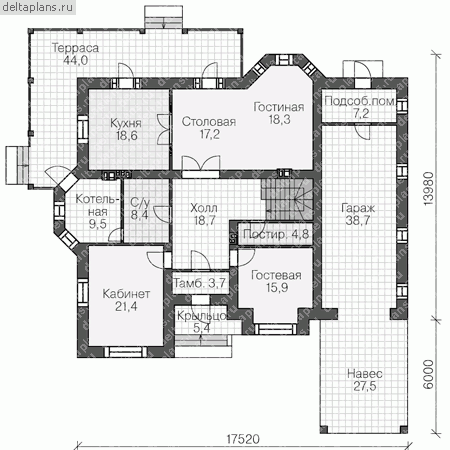 deltaplans.ru
Терраса
44,0
Кухня
18,6
Столовая
17,2
Гостиная
18,3
Подсоб.пом.
7,2
Котель-
ная
9,5
С/у
8,4
Холл
18,7
Постир. 4,8
Гараж
38,7
Кабинет
21,4
Тамб. 3,7
Гостевая
15,9
Крыльцо
5,4
Навес
27,5
13980
6000
17520